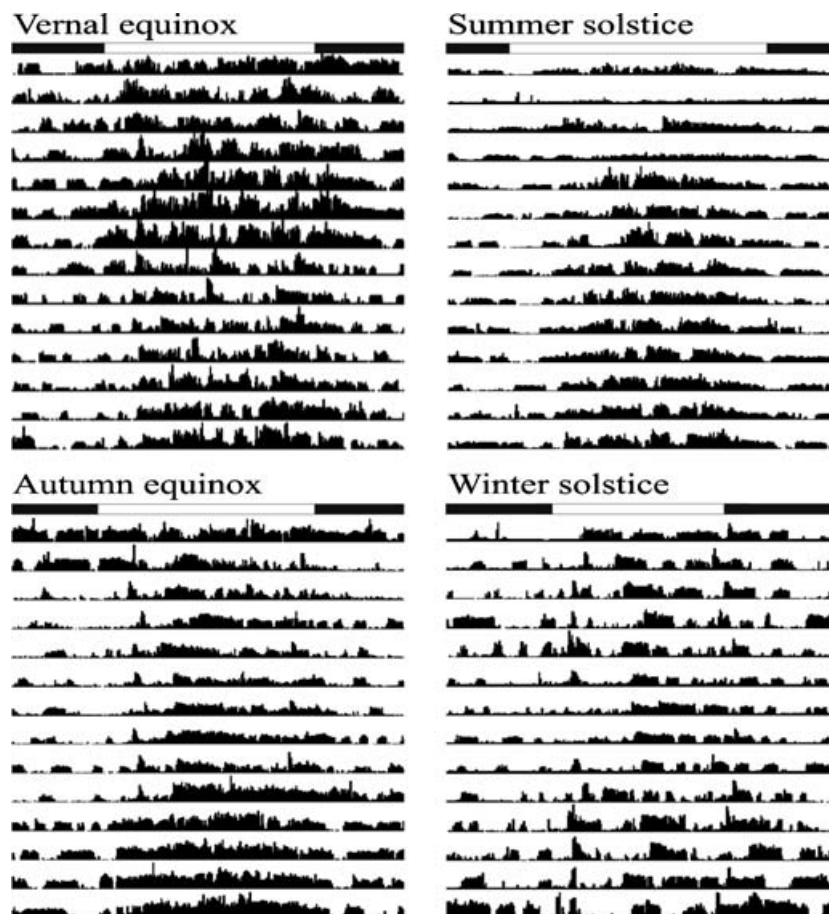 Vernal equinox
Summer solstice
Autumn equinox
Winter solstice